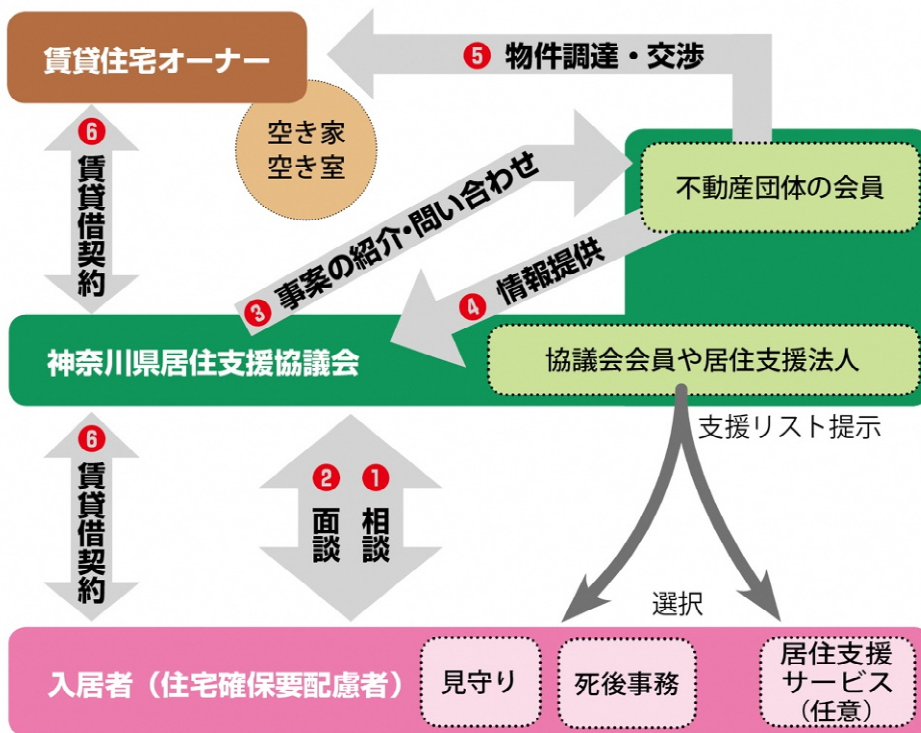 賃貸住宅オーナー
❺ 物件調達・交渉
空き家
空き室
❻ 賃貸借契約
不動産団体の会員
❸ 事案の紹介・問い合わせ
❹ 情報提供
神奈川県居住支援協議会
協議会会員や居住支援法人
支援リスト提示
❻ 賃貸借契約
❶ 相談
❷ 面談
選択
入居者（住宅確保要配慮者）
見守り
死後事務
居住支援
サービス
（任意）